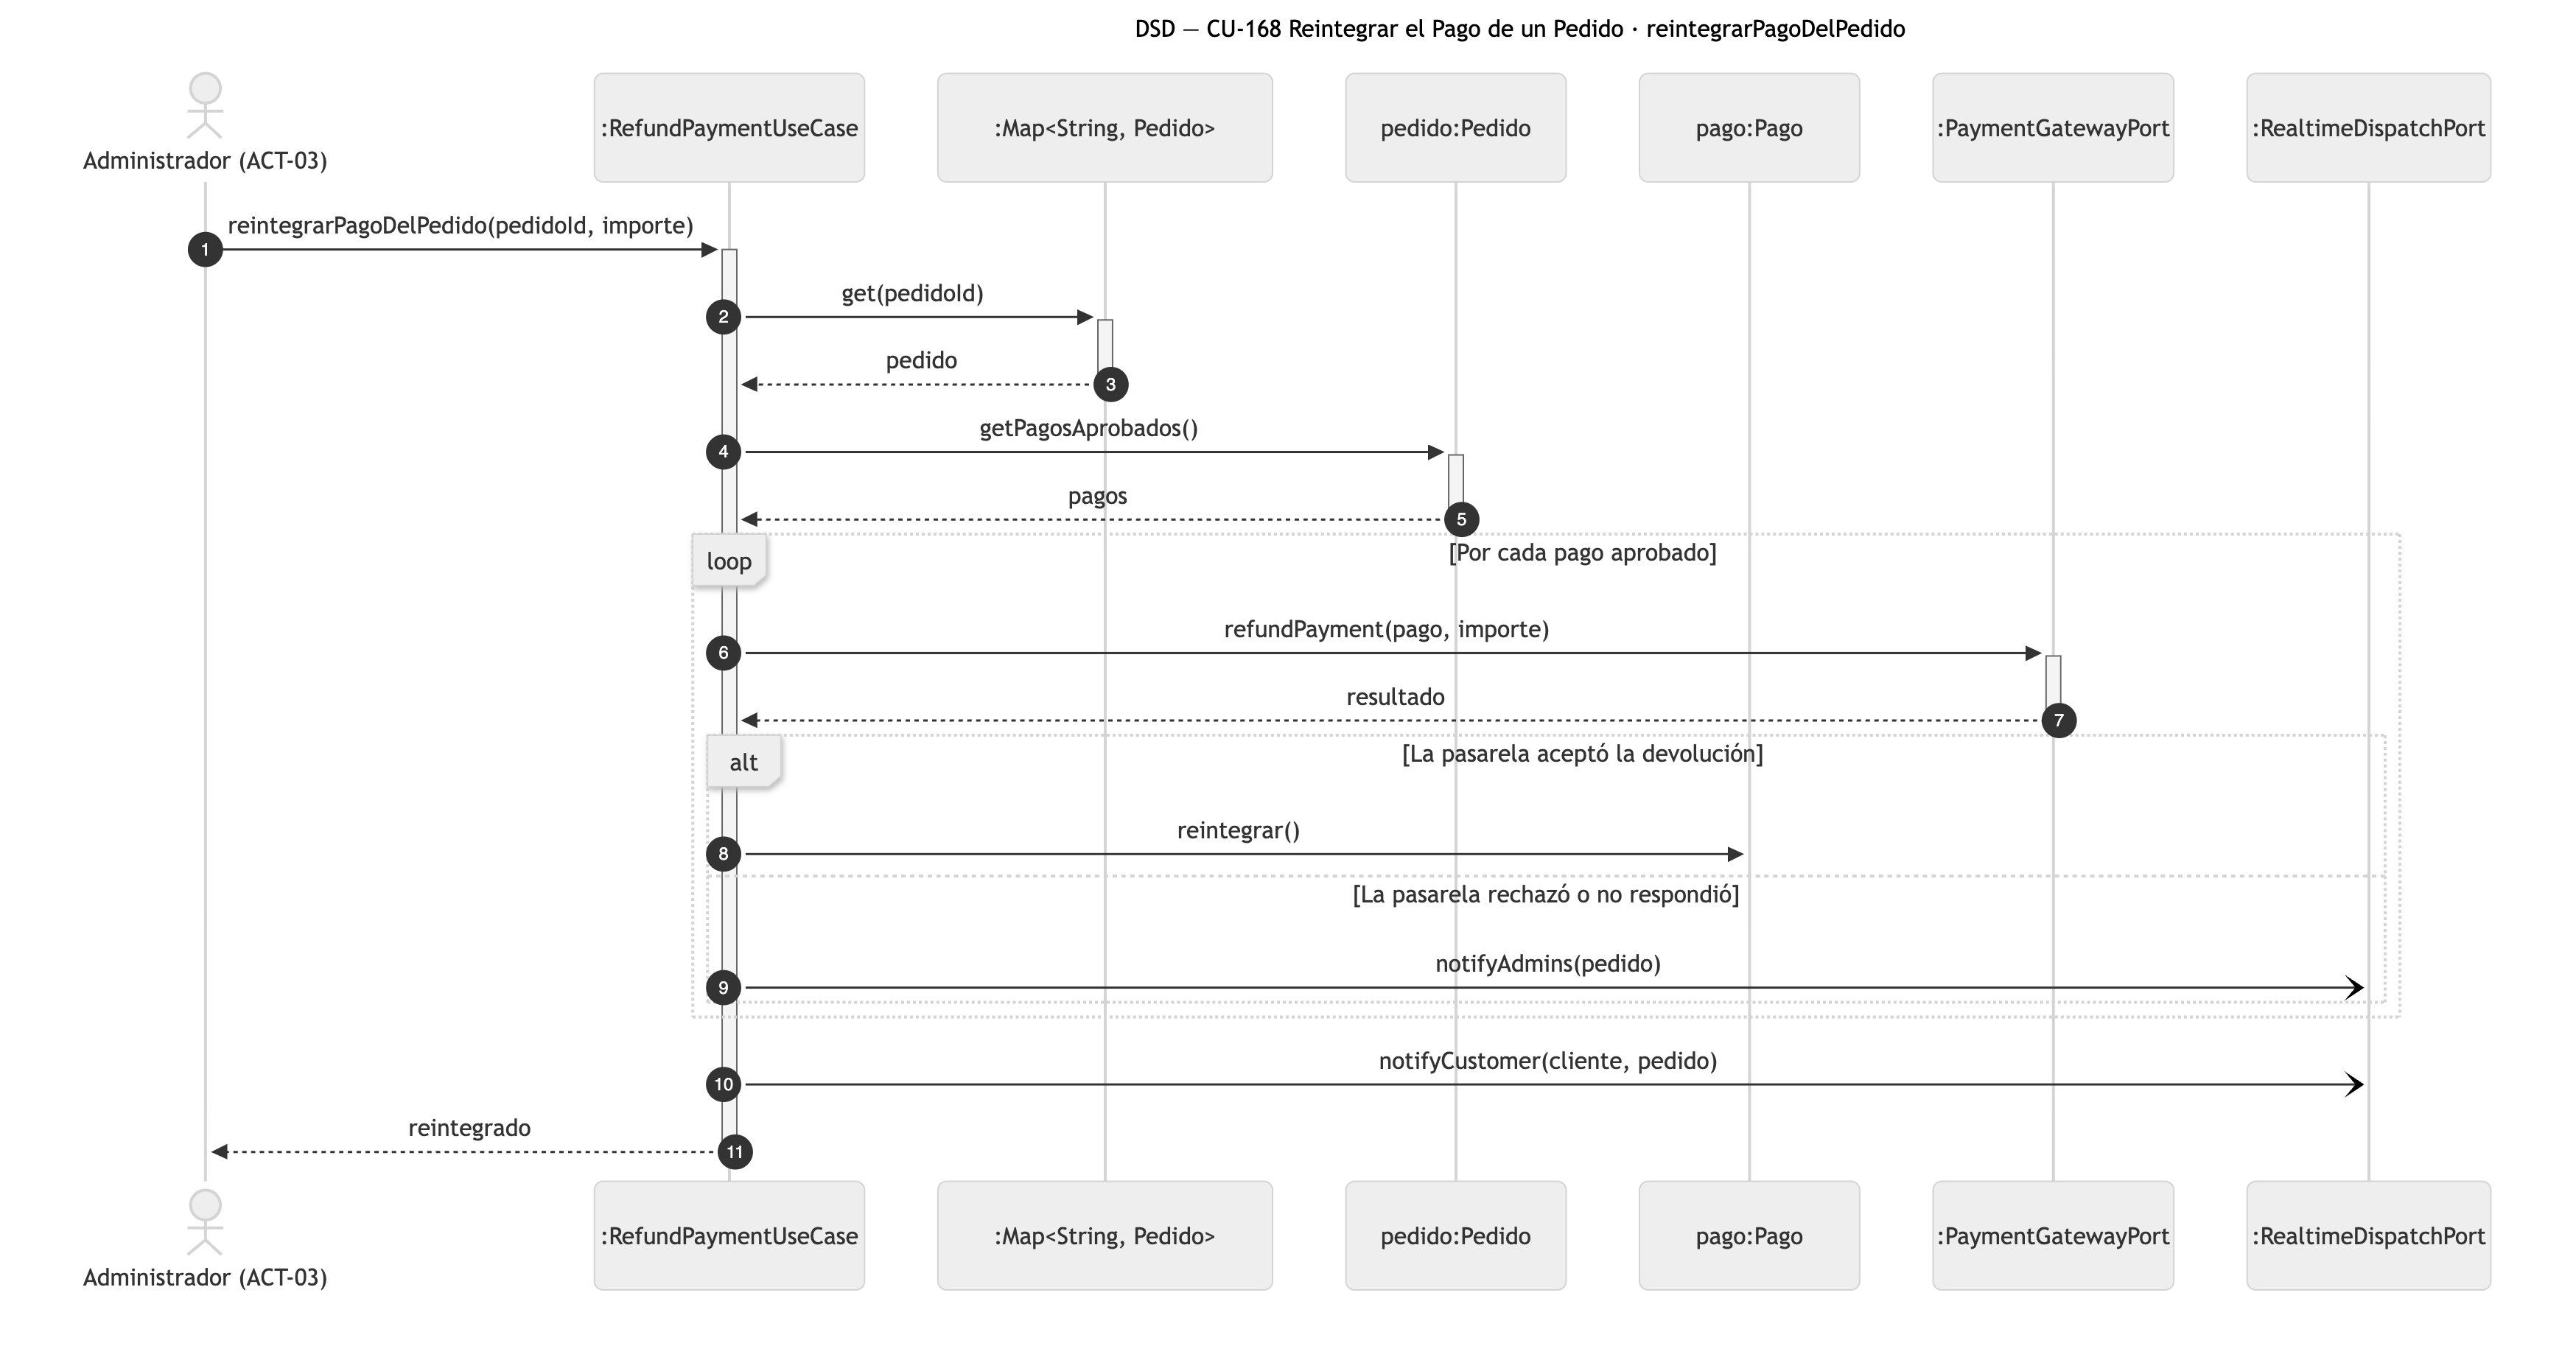 DSD — CU-168 Reintegrar el Pago de un Pedido · reintegrarPagoDelPedido
Administrador (ACT-03)
:RefundPaymentUseCase
:Map<String, Pedido>
pedido:Pedido
pago:Pago
:PaymentGatewayPort
:RealtimeDispatchPort
reintegrarPagoDelPedido(pedidoId, importe)
1
get(pedidoId)
2
pedido
3
getPagosAprobados()
4
pagos
5
loop
[Por cada pago aprobado]
refundPayment(pago, importe)
6
resultado
7
alt
[La pasarela aceptó la devolución]
reintegrar()
8
[La pasarela rechazó o no respondió]
notifyAdmins(pedido)
9
notifyCustomer(cliente, pedido)
10
reintegrado
11
Administrador (ACT-03)
:RefundPaymentUseCase
:Map<String, Pedido>
pedido:Pedido
pago:Pago
:PaymentGatewayPort
:RealtimeDispatchPort